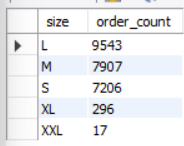 size order_count
L 9543
M 7907
S 7206
XL 296
XXL 17